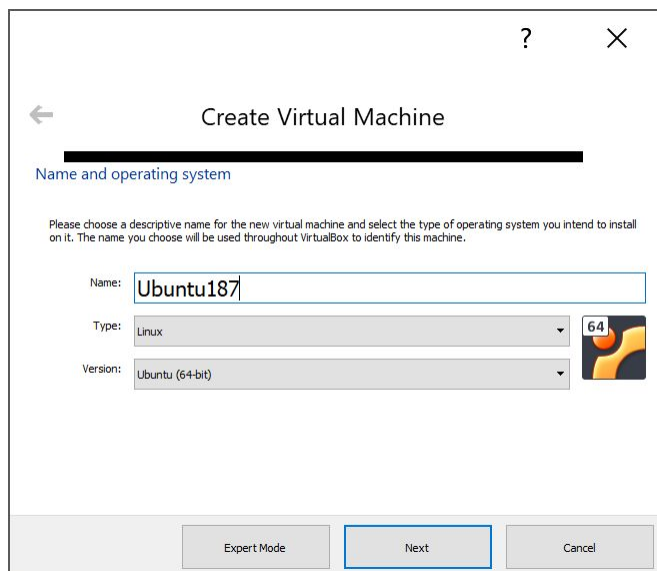 ?
Create Virtual Machine
Name and operating system
Please choose a descriptive name for the new virtual machine and select the type of operating system you intend to install
on it. The name you choose will be used throughout VirtualBox to identify this machine.
Name: Ubuntu187
Type: Linux
64
Version: Ubuntu (64-bit)
Expert Mode Next Cancel